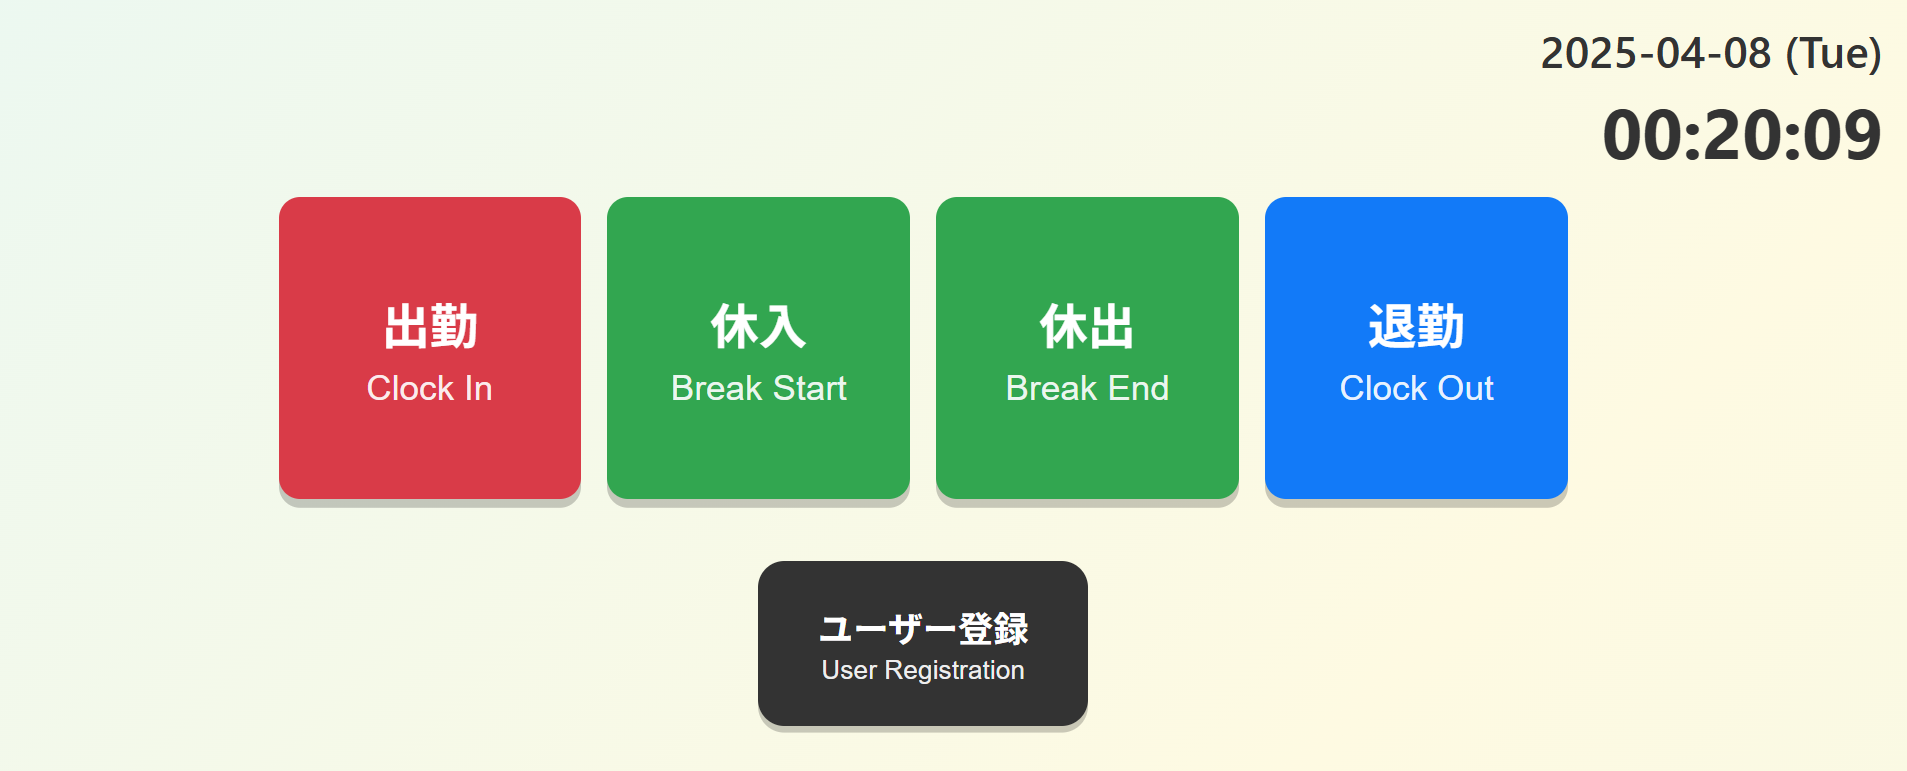 2025-04-08 (Tue)
00:20:09
出勤
Clock In
休入
Break Start
休出
Break End
退勤
Clock Out
ユーザー登録
User Registration